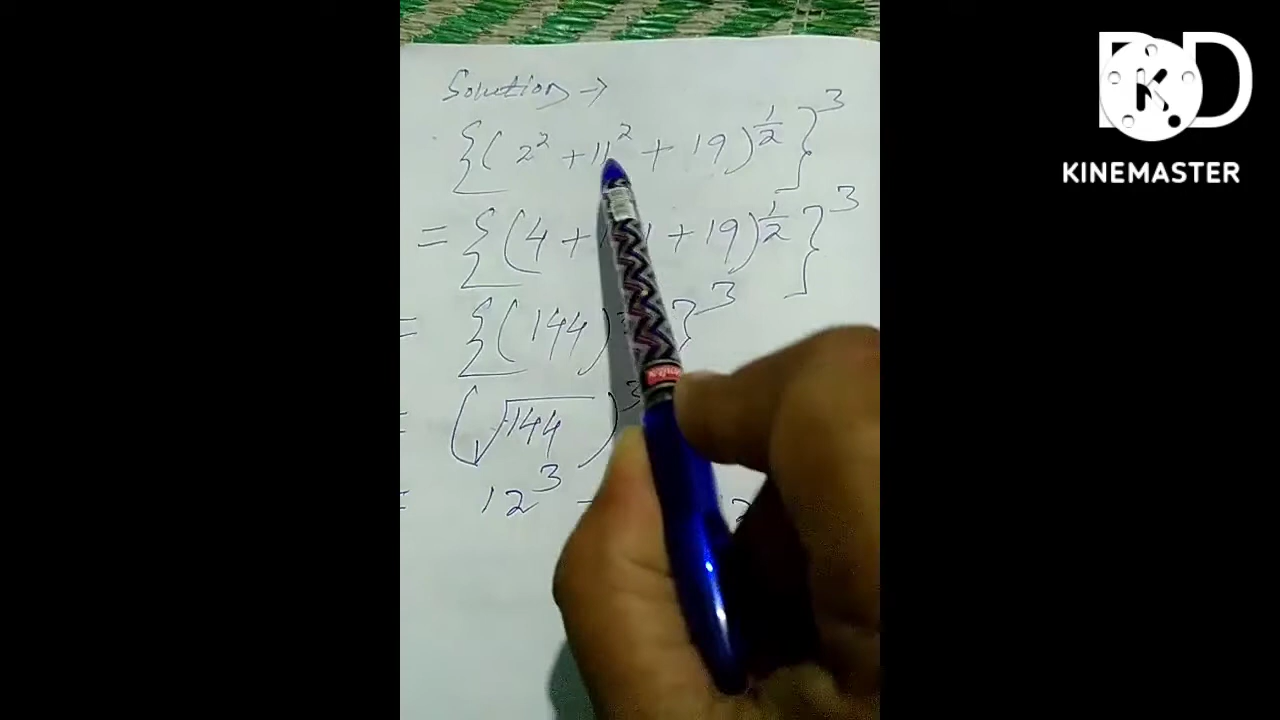 Solution →
{(2² + 11² + 19)^½}³
= {(4 + 1 1 + 19)^½}³
= {(144) }³
= (√144)³
= 12³
D D
K
KINEMASTER